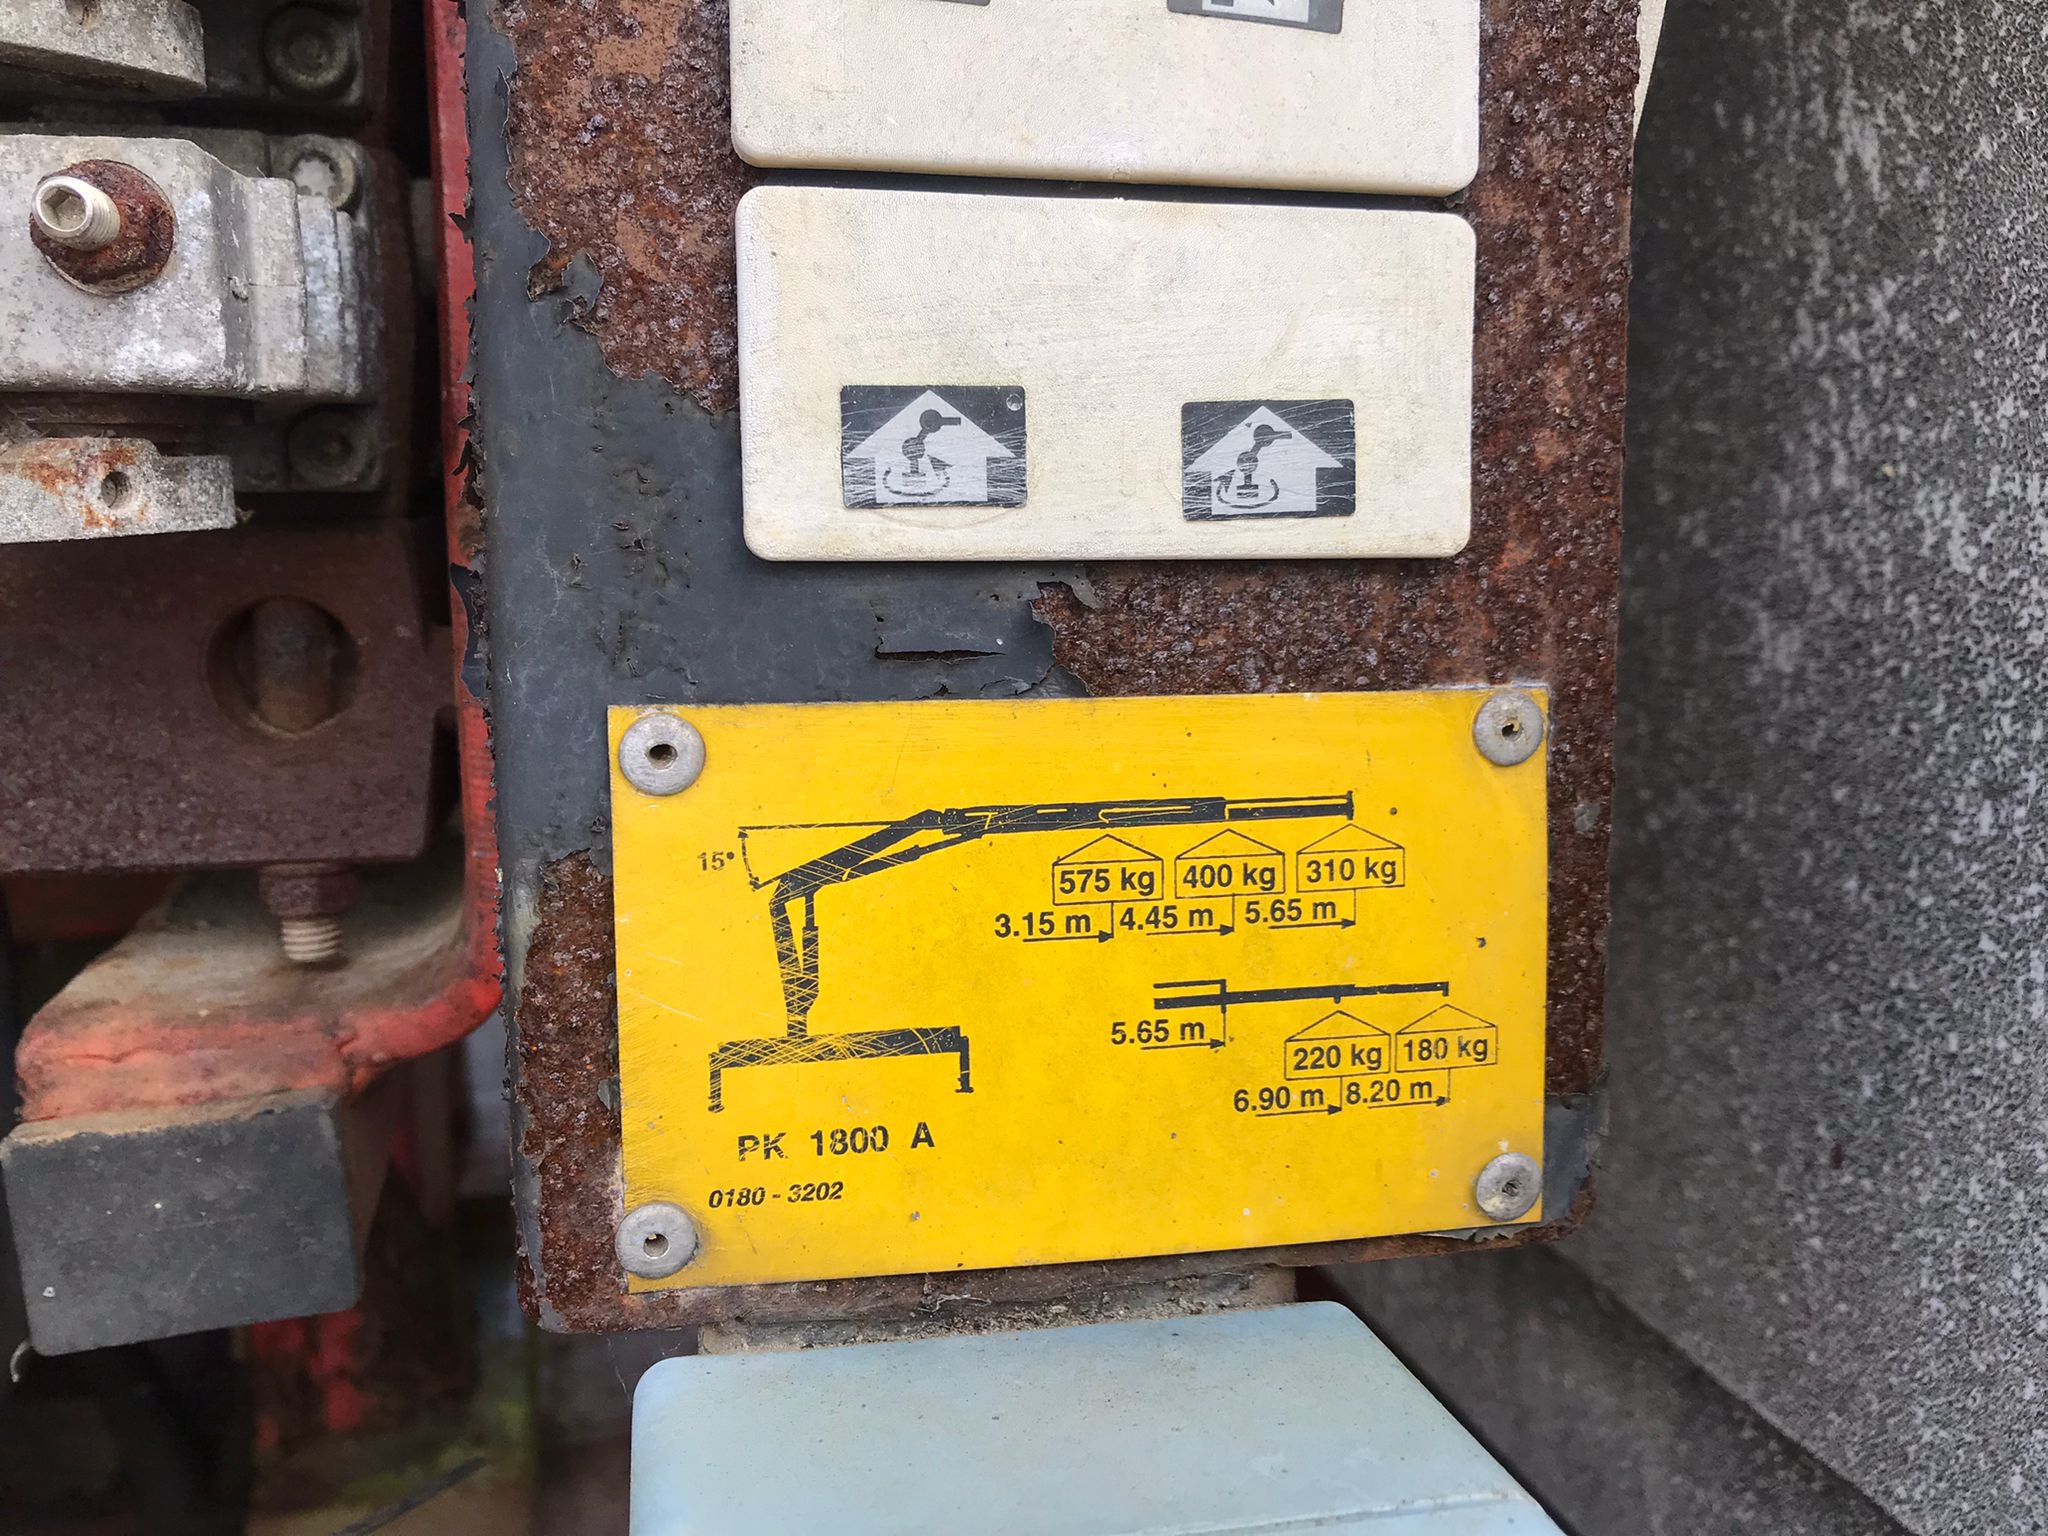 15°
575 kg 400 kg 310 kg
3.15 m 4.45 m 5.65 m
5.65 m
220 kg 180 kg
6.90 m 8.20 m
PK 1800 A
0180 - 3202